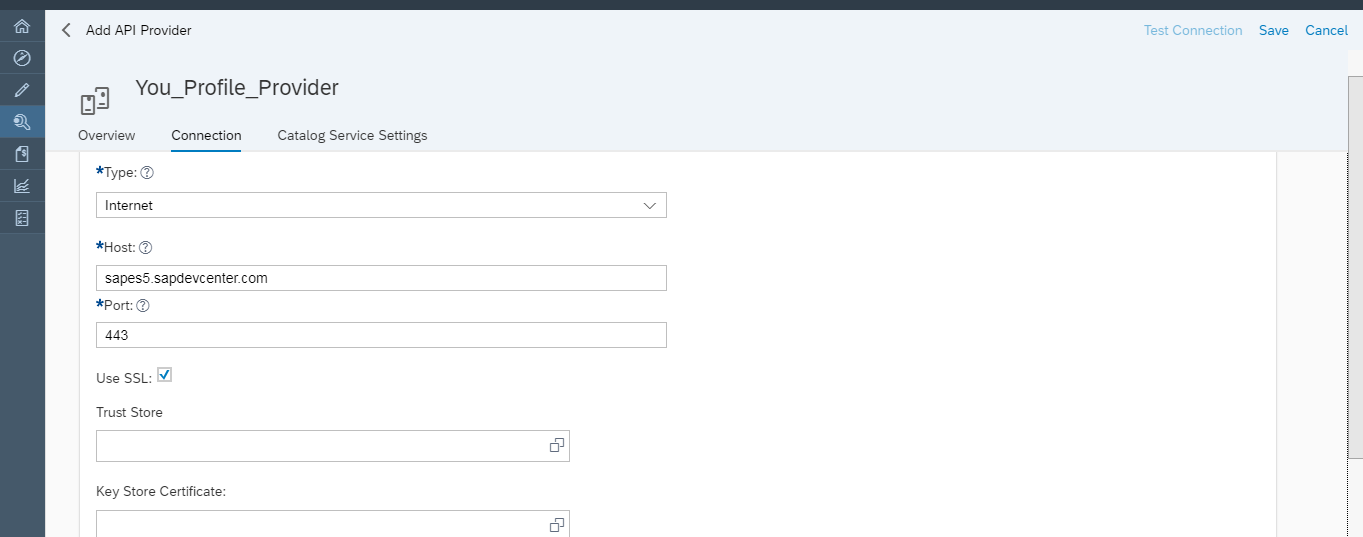 Add API Provider
Test Connection Save Cancel
You_Profile_Provider
Overview Connection Catalog Service Settings
*Type:
Internet
*Host:
sapes5.sapdevcenter.com
*Port:
443
Use SSL:
Trust Store
Key Store Certificate: